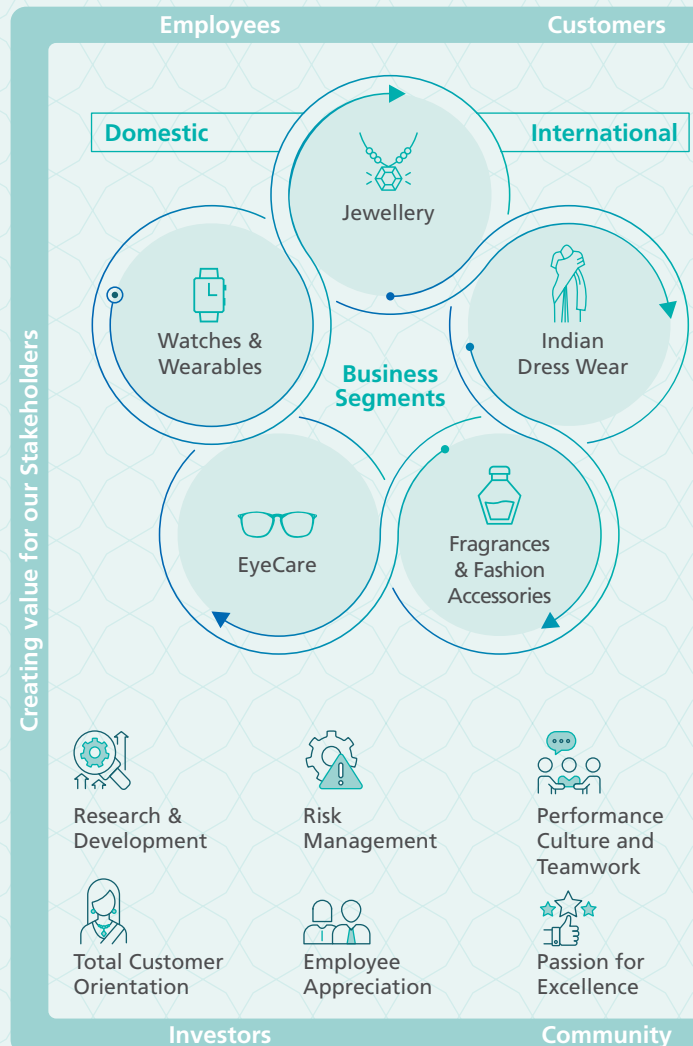 Employees
Customers
Domestic
International
Jewellery
Watches &
Wearables
Indian
Dress Wear
Business
Segments
EyeCare
Fragrances
& Fashion
Accessories
Creating value for our Stakeholders
Research &
Development
Risk
Management
Performance
Culture and
Teamwork
Total Customer
Orientation
Employee
Appreciation
Passion for
Excellence
Investors
Community